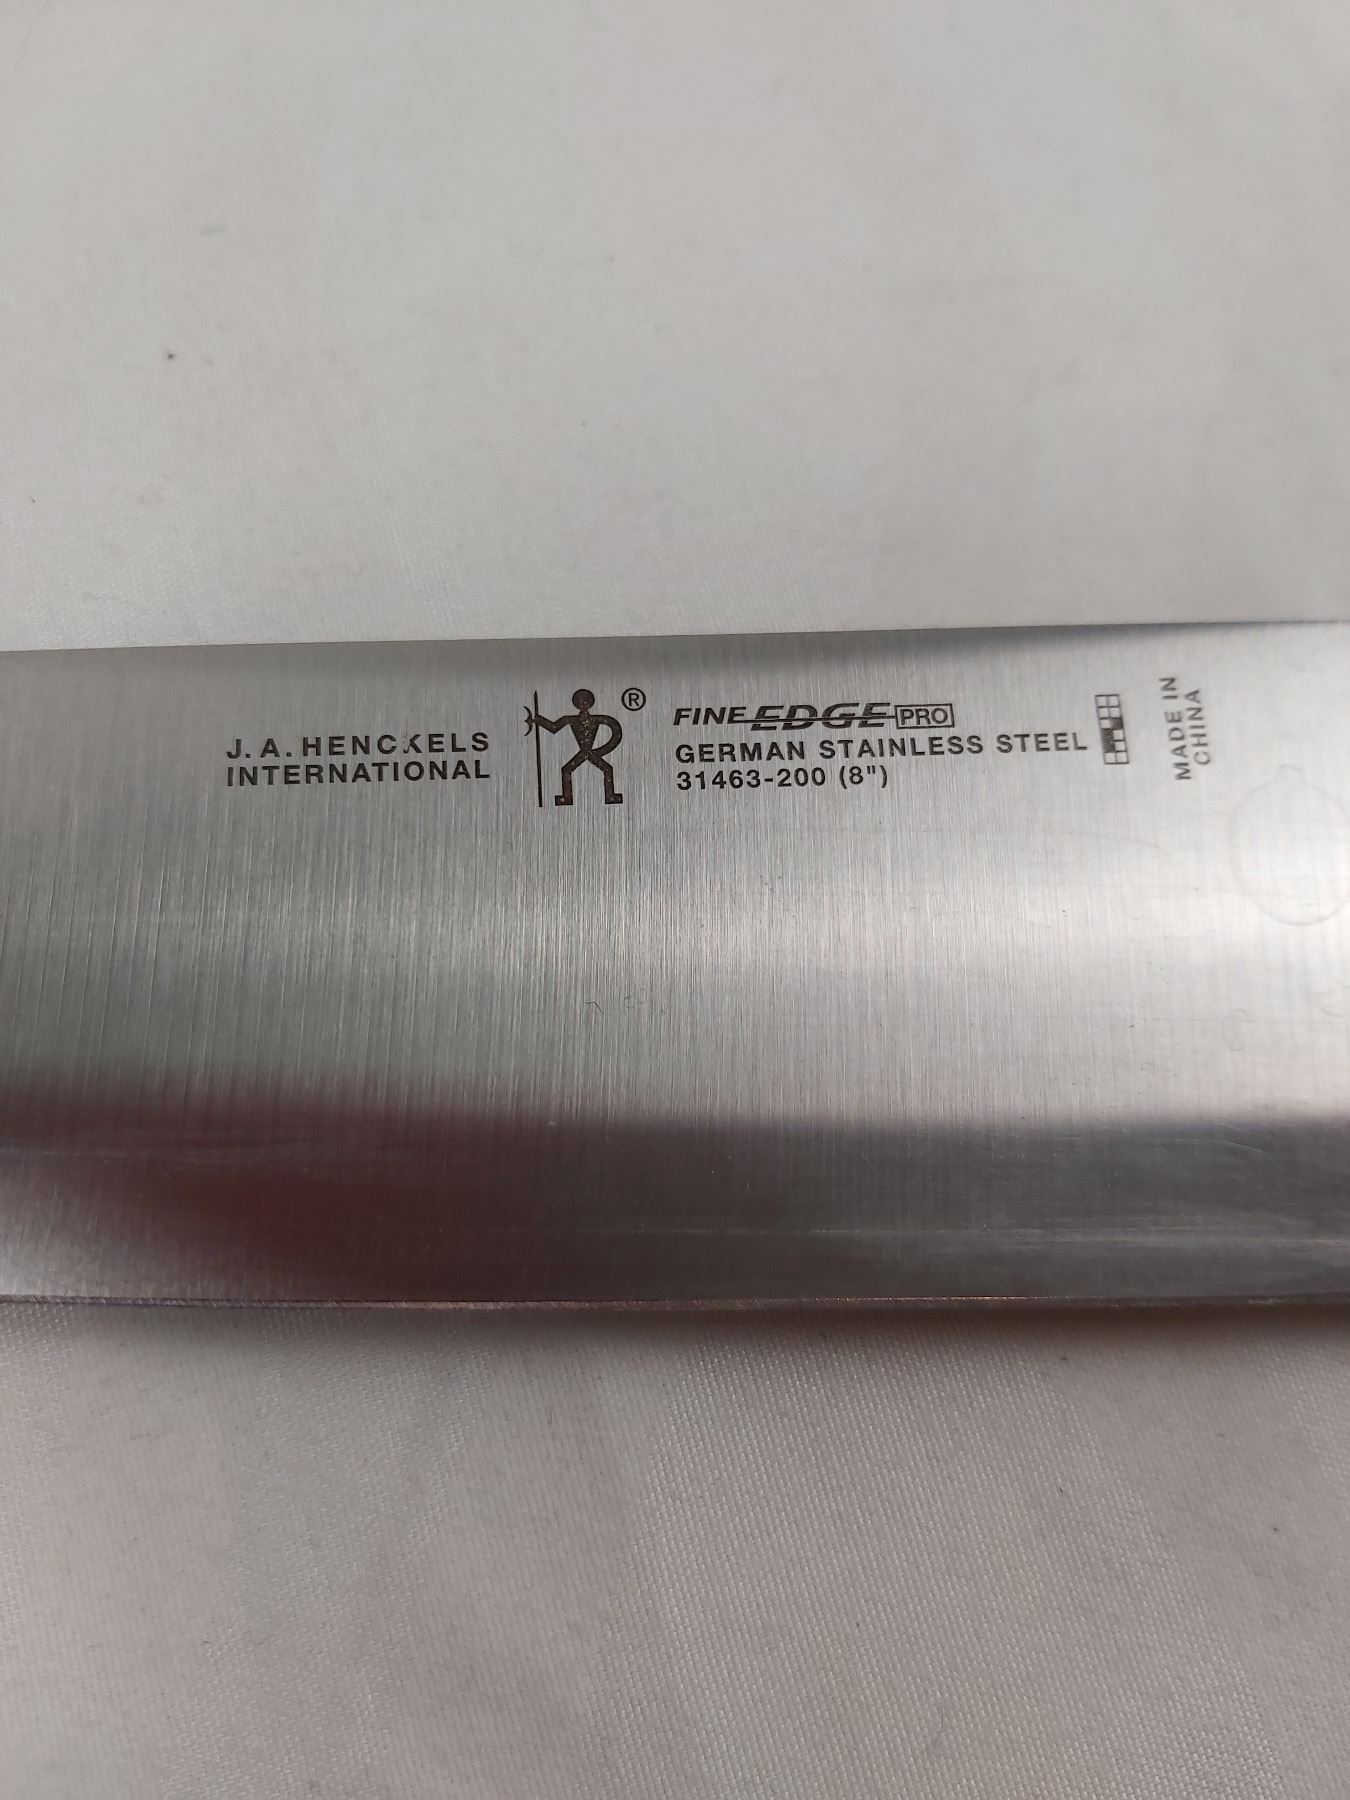 J. A. HENCKELS
INTERNATIONAL
®
FINE EDGE PRO
GERMAN STAINLESS STEEL
31463-200 (8")
MADE IN
CHINA